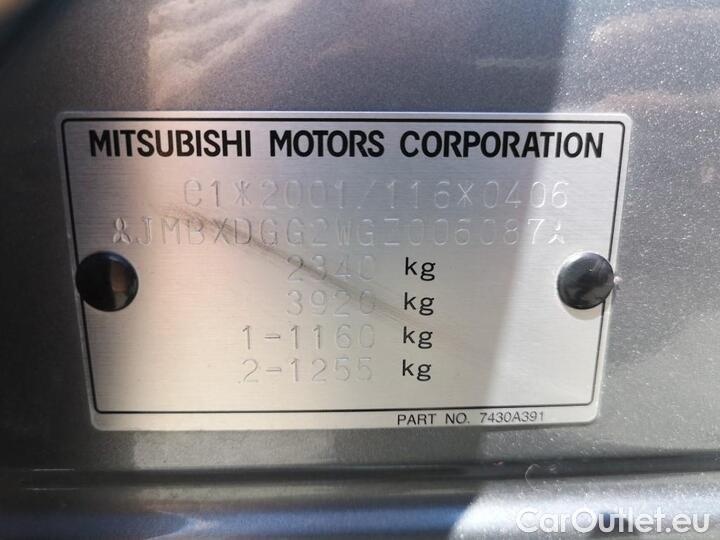 MITSUBISHI MOTORS CORPORATION
e1*2001/116*0406
JMBXDGG2WGZ006087
2340 kg
3920 kg
1-1160 kg
2-1255 kg
PART NO. 7430A391
CarOutlet.eu